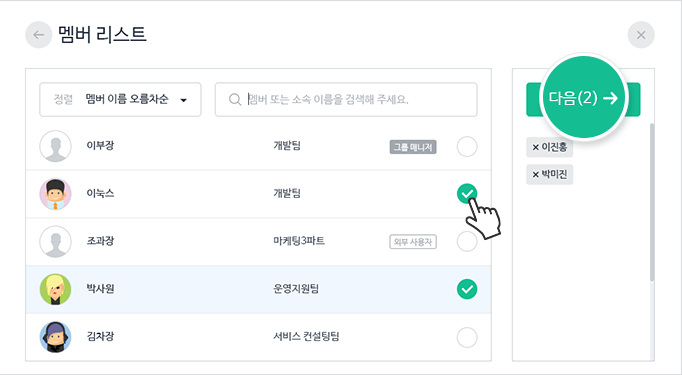 멤버 리스트
정렬 멤버 이름 오름차순
멤버 또는 소속 이름을 검색해 주세요.
다음(2)
이부장 개발팀 그룹 매니저
이눅스 개발팀
조과장 마케팅3파트 외부 사용자
박사원 운영지원팀
김차장 서비스 컨설팅팀
× 이진홍
× 박미진